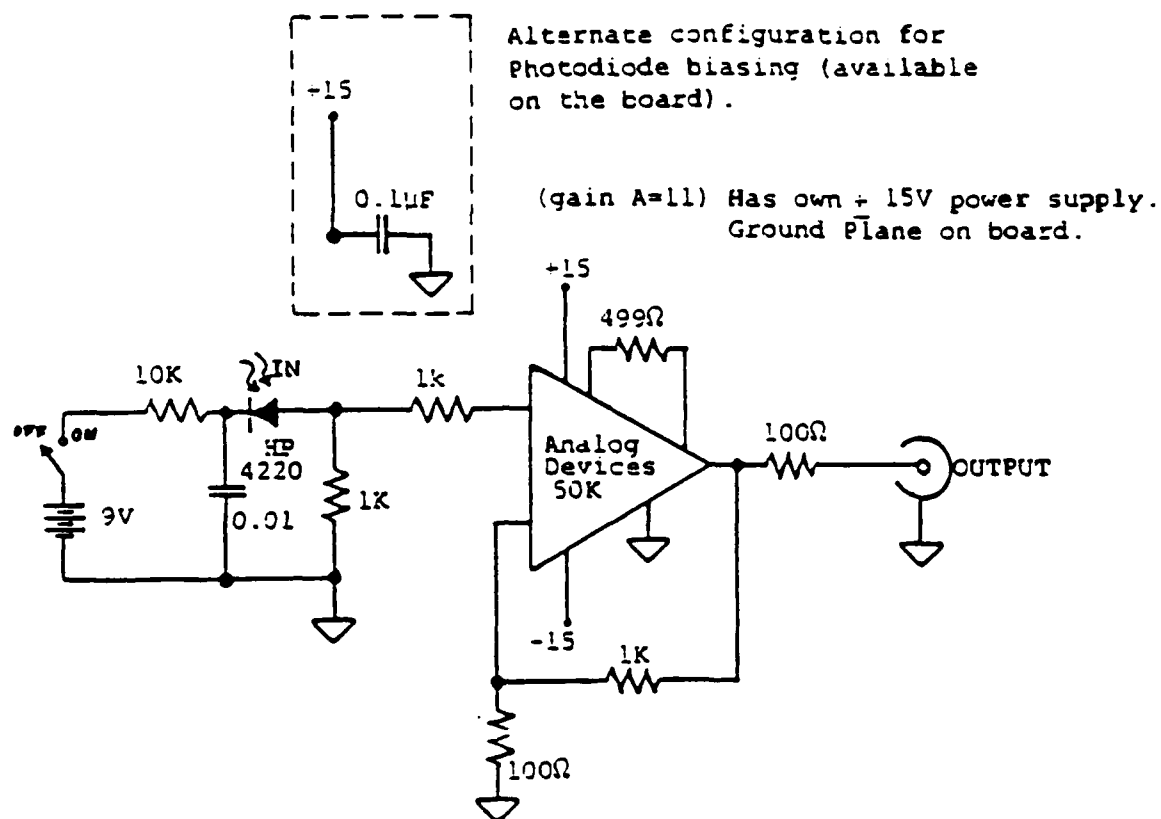 Alternate configuration for
Photodiode biasing (available
on the board).
+15
0.1µF
(gain A=11) Has own ± 15V power supply.
Ground Plane on board.
+15
499Ω
10K
IN
1k
OFF
ON
HP
4220
Analog
Devices
50K
100Ω
OUTPUT
9V
0.01
1K
-15
1K
100Ω